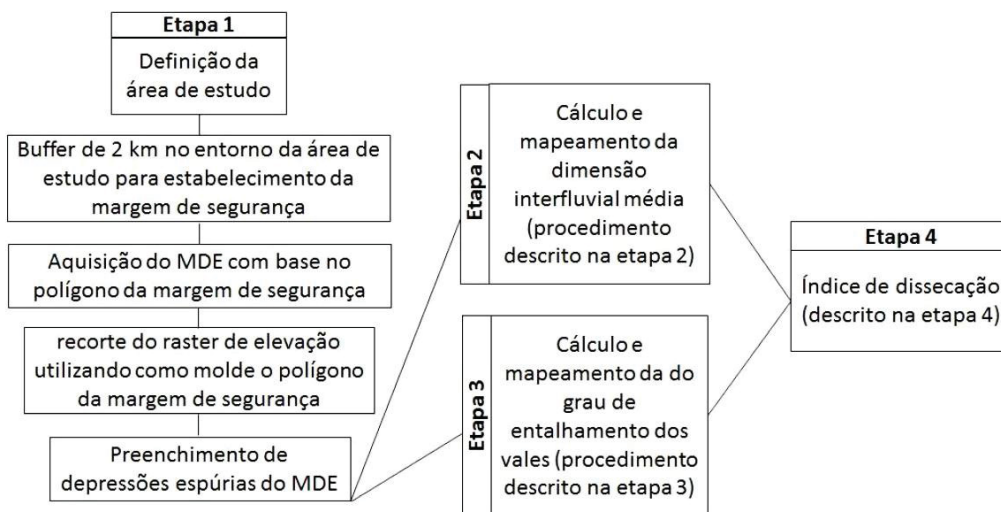 Etapa 1
Definição da
área de estudo
Buffer de 2 km no entorno da área de
estudo para estabelecimento da
margem de segurança
Aquisição do MDE com base no
polígono da margem de segurança
recorte do raster de elevação
utilizando como molde o polígono
da margem de segurança
Preenchimento de
depressões espúrias do MDE
Etapa 2
Cálculo e
mapeamento da
dimensão
interfluvial média
(procedimento
descrito na etapa 2)
Etapa 3
Cálculo e
mapeamento da do
grau de
entalhamento dos
vales (procedimento
descrito na etapa 3)
Etapa 4
Índice de dissecação
(descrito na etapa 4)